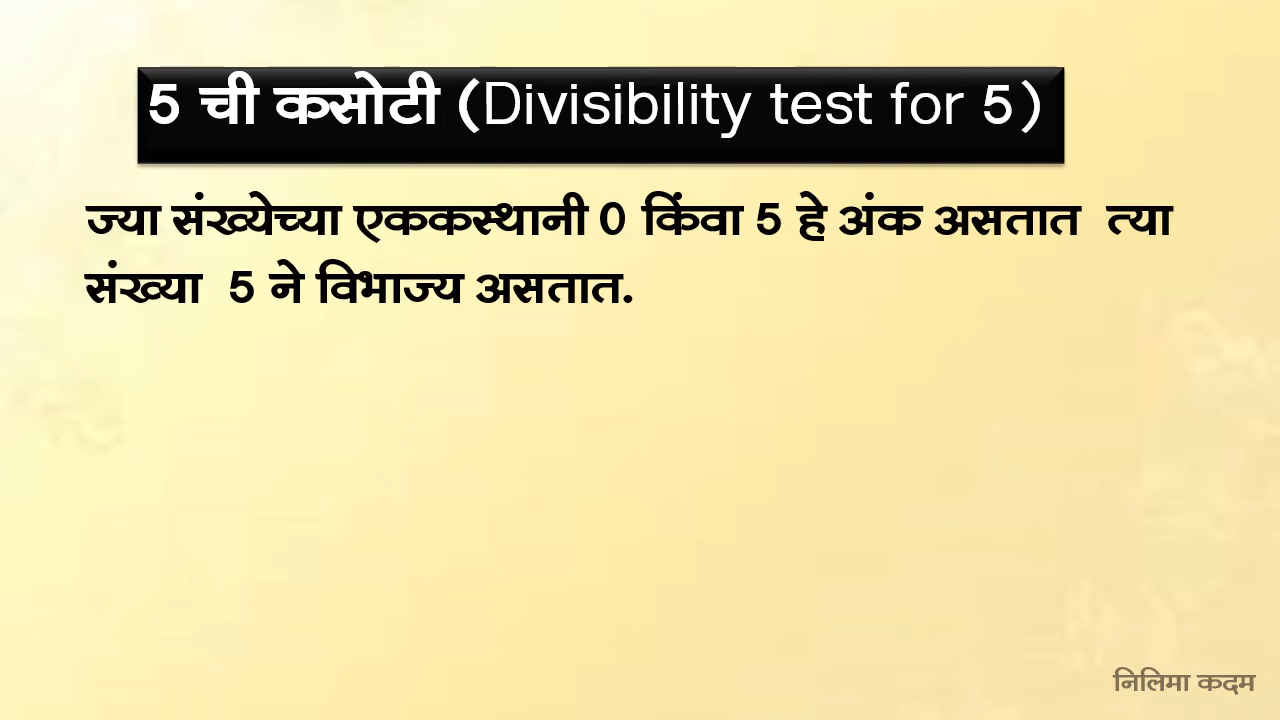 5 ची कसोटी (Divisibility test for 5)
ज्या संख्येच्या एककस्थानी 0 किंवा 5 हे अंक असतात त्या
संख्या 5 ने विभाज्य असतात.
निलिमा कदम